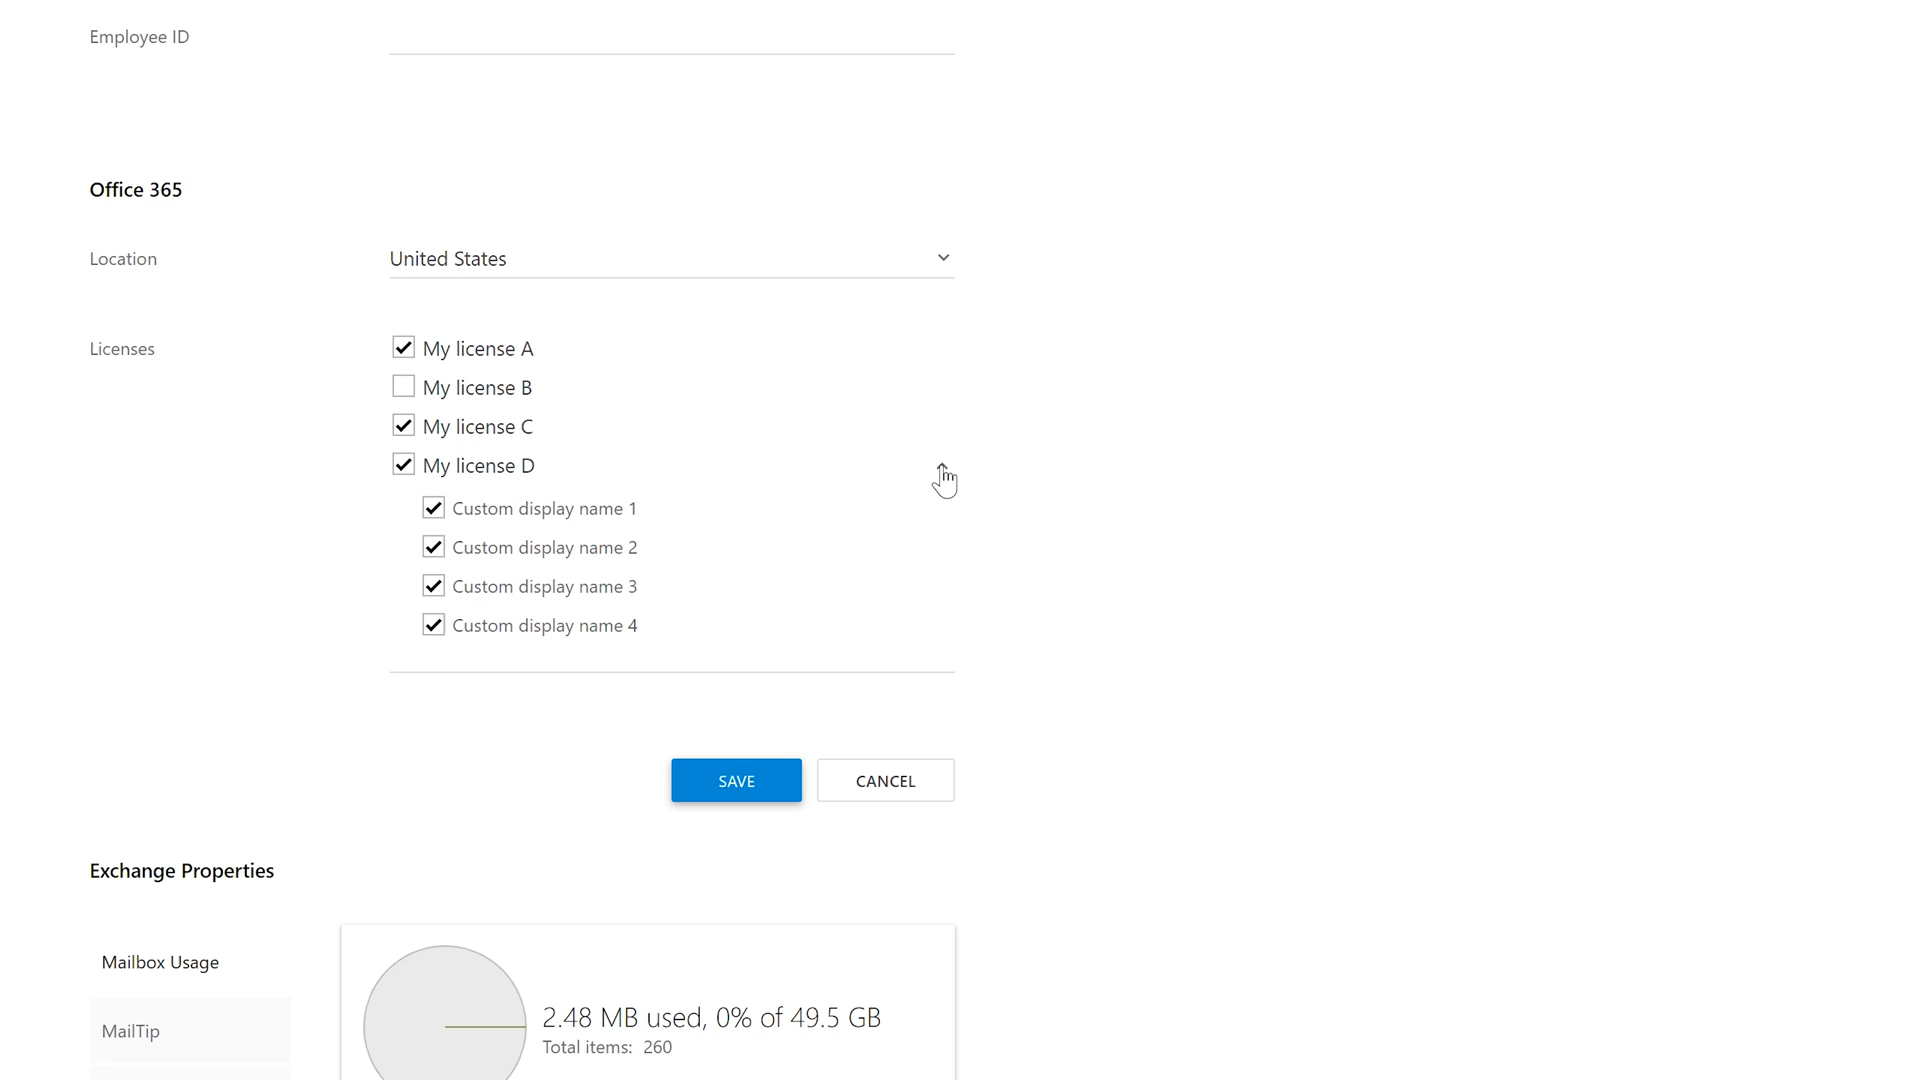 Employee ID
Office 365
Location
United States
Licenses
My license A
My license B
My license C
My license D
Custom display name 1
Custom display name 2
Custom display name 3
Custom display name 4
SAVE
CANCEL
Exchange Properties
Mailbox Usage
MailTip
2.48 MB used, 0% of 49.5 GB
Total items: 260